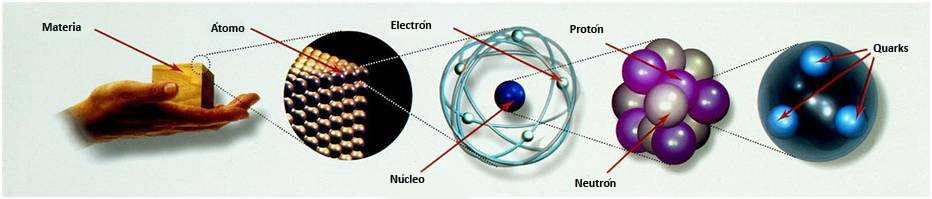 Materia
Átomo
Electrón
Protón
Quarks
Núcleo
Neutrón